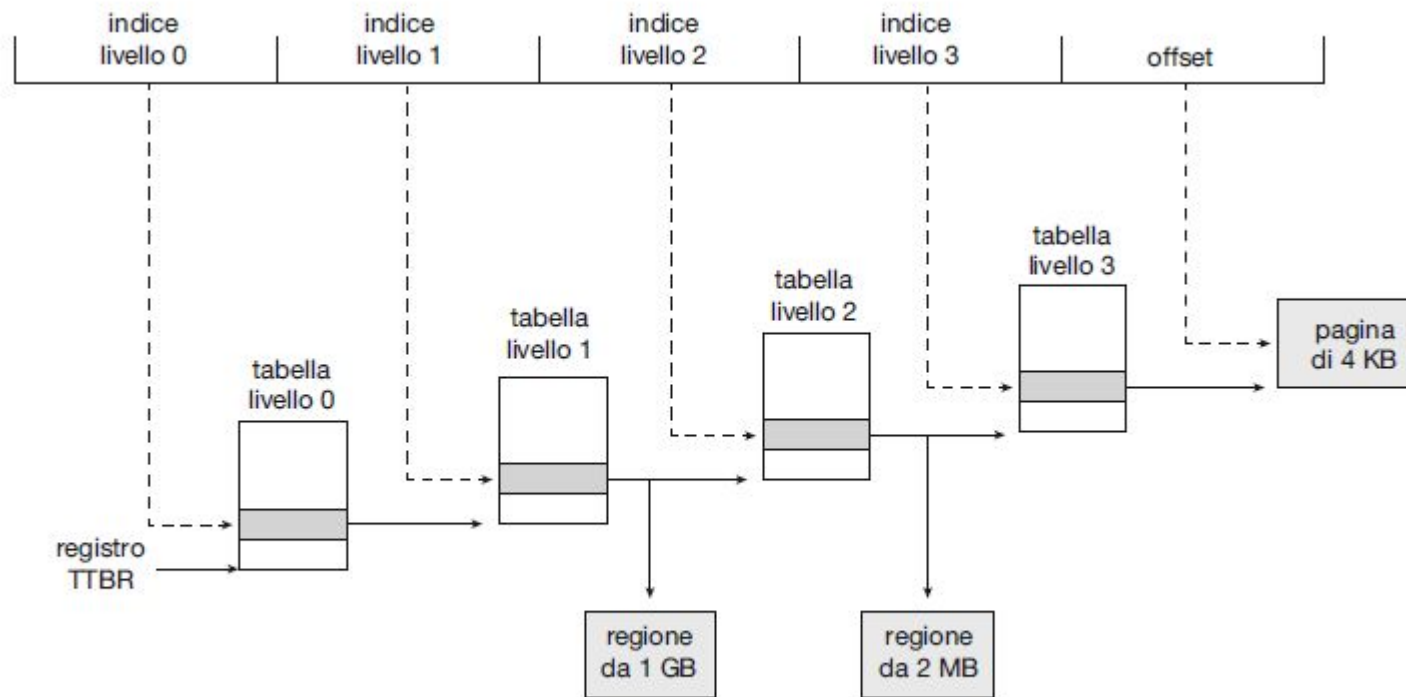 indice
livello 0
indice
livello 1
indice
livello 2
indice
livello 3
offset
tabella
livello 3
tabella
livello 2
tabella
livello 1
pagina
di 4 KB
tabella
livello 0
registro
TTBR
regione
da 1 GB
regione
da 2 MB